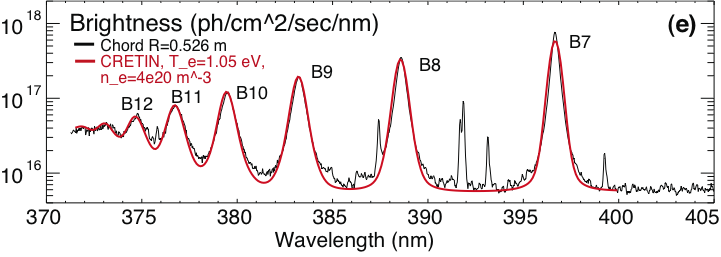 Brightness (ph/cm^2/sec/nm)
(e)
Chord R=0.526 m
CRETIN, T_e=1.05 eV,
n_e=4e20 m^-3
B12
B11
B10
B9
B8
B7
10^18
10^17
10^16
370 375 380 385 390 395 400 405
Wavelength (nm)